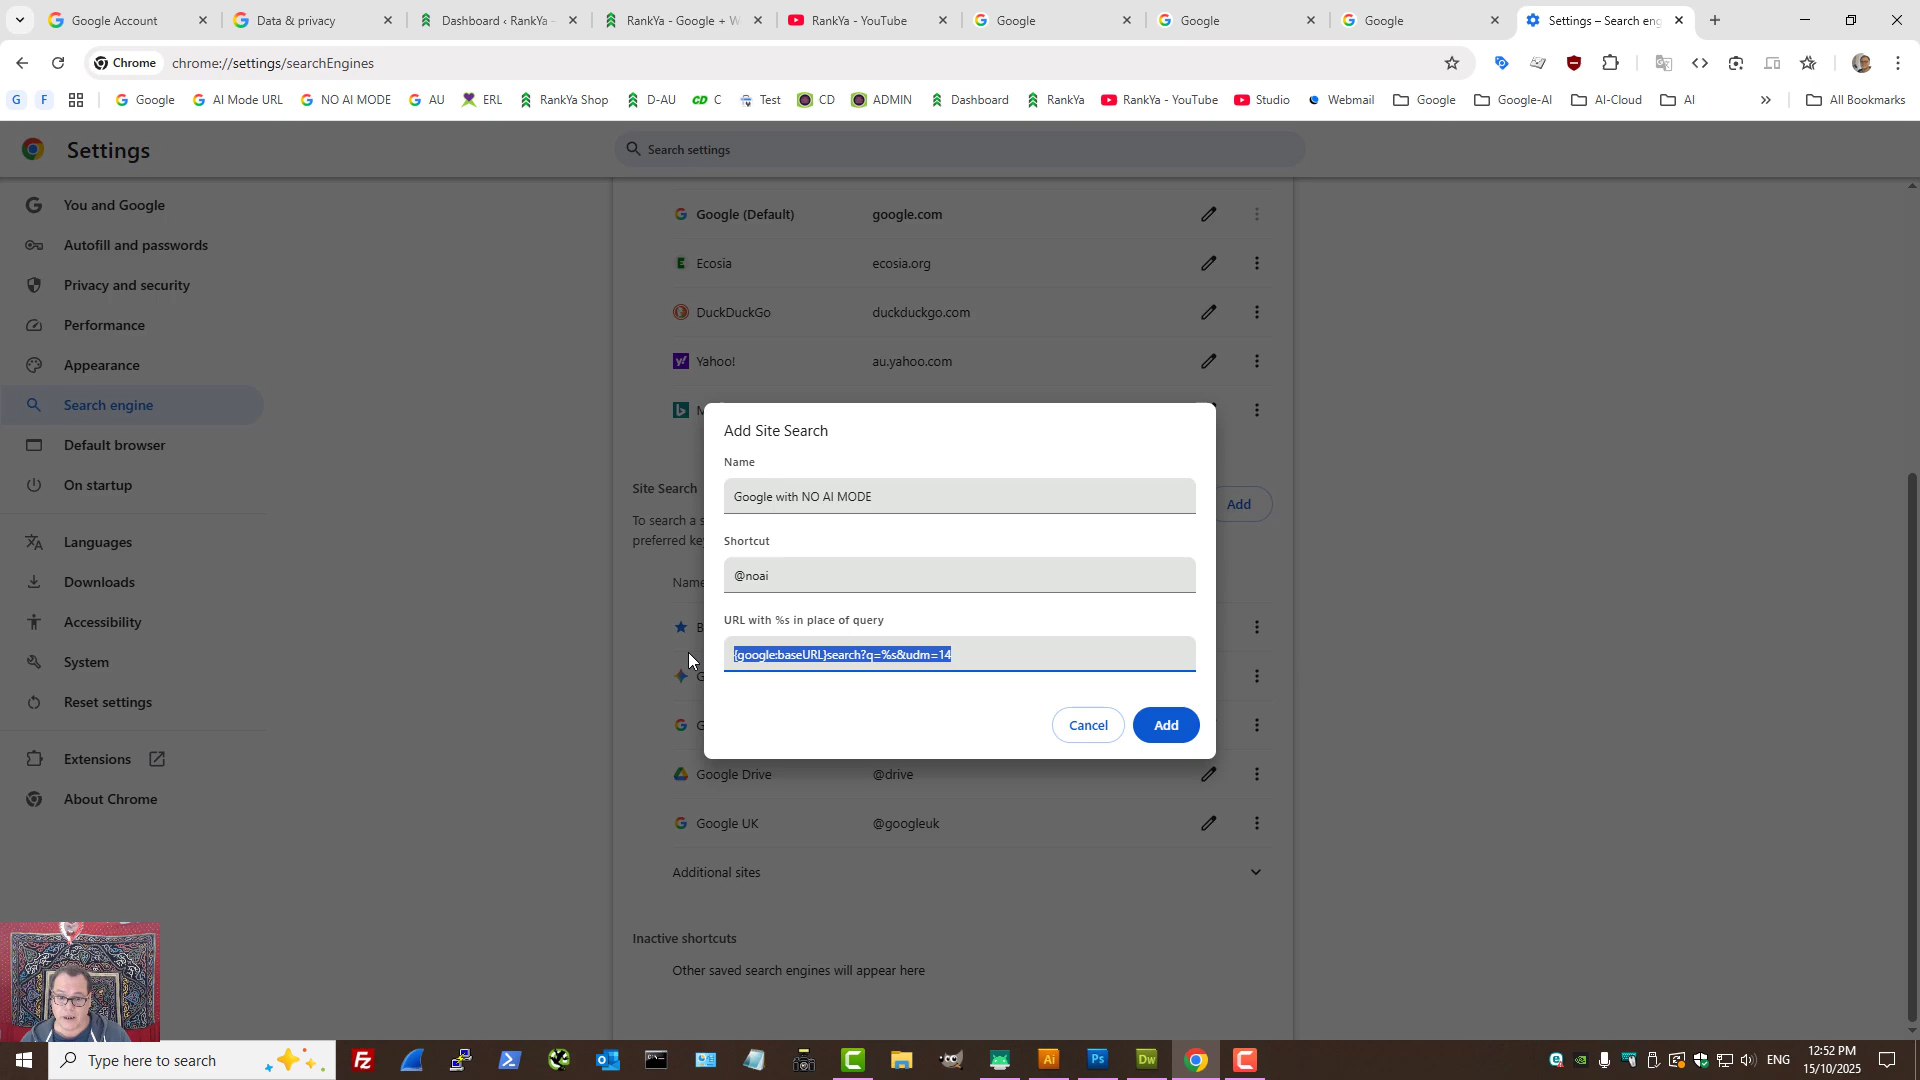 Google Account
Data & privacy
Dashboard ‹ RankYa -
RankYa - Google + W
RankYa - YouTube
Google
Google
Google
Settings – Search eng
Chrome
chrome://settings/searchEngines
G
F
Google
AI Mode URL
NO AI MODE
AU
ERL
RankYa Shop
D-AU
C
Test
CD
ADMIN
Dashboard
RankYa
RankYa - YouTube
Studio
Webmail
Google
Google-AI
AI-Cloud
AI
All Bookmarks
Settings
Search settings
You and Google
Autofill and passwords
Privacy and security
Performance
Appearance
Search engine
Default browser
On startup
Languages
Downloads
Accessibility
System
Reset settings
Extensions
About Chrome
Google (Default)
google.com
Ecosia
ecosia.org
DuckDuckGo
duckduckgo.com
Yahoo!
au.yahoo.com
Site Search
Add
To search a s
preferred key
Name
Add Site Search
Name
Google with NO AI MODE
Shortcut
@noai
URL with %s in place of query
{google:baseURL}search?q=%s&udm=14
Cancel
Add
Google Drive
@drive
Google UK
@googleuk
Additional sites
Inactive shortcuts
Other saved search engines will appear here
Type here to search
Fz
Ai
Ps
Dw
ENG
12:52 PM
15/10/2025